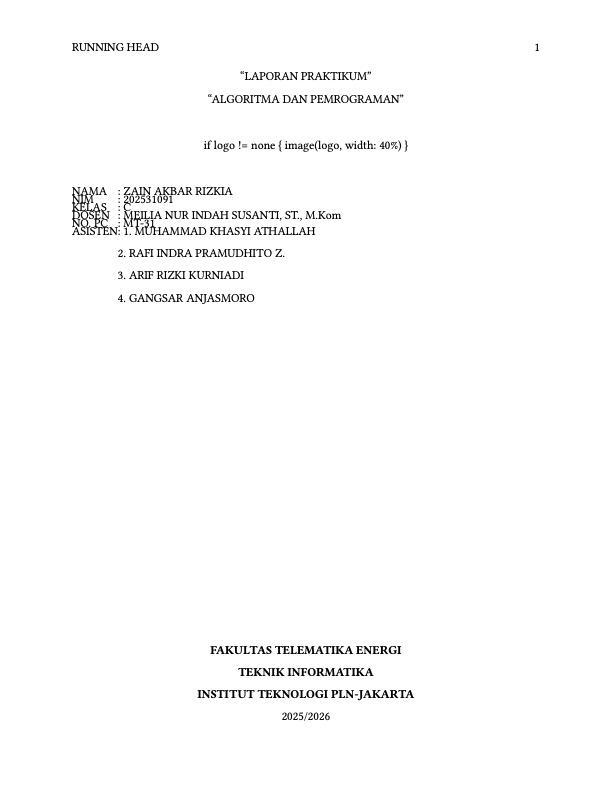 RUNNING HEAD 1
“LAPORAN PRAKTIKUM”
“ALGORITMA DAN PEMROGRAMAN”
if logo != none { image(logo, width: 40%) }
NAMA : ZAIN AKBAR RIZKIA
NIM : 202531091
KELAS : C
DOSEN : MEILIA NUR INDAH SUSANTI, ST., M.Kom
NO. PC : MT-31
ASISTEN: 1. MUHAMMAD KHASYI ATHALLAH
2. RAFI INDRA PRAMUDHITO Z.
3. ARIF RIZKI KURNIADI
4. GANGSAR ANJASMORO
FAKULTAS TELEMATIKA ENERGI
TEKNIK INFORMATIKA
INSTITUT TEKNOLOGI PLN-JAKARTA
2025/2026